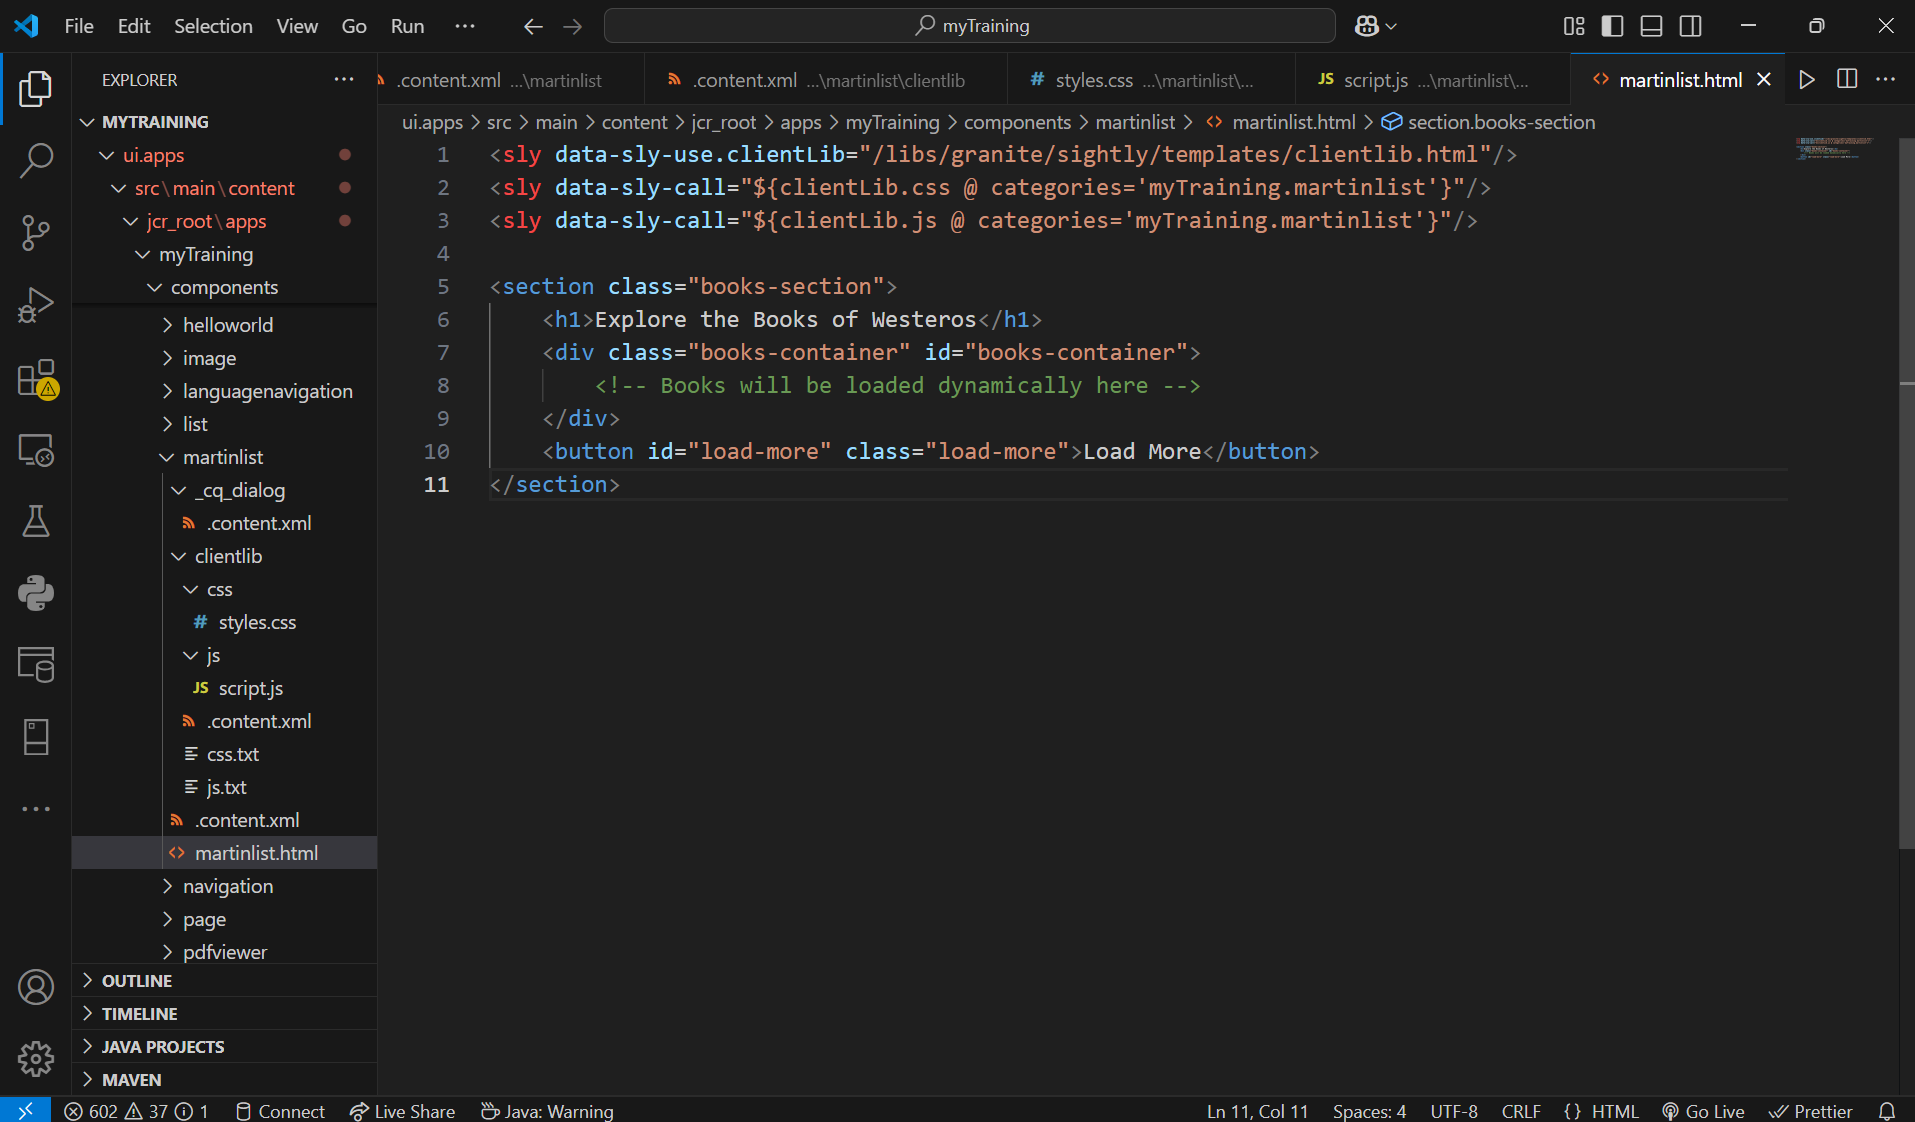 File Edit Selection View Go Run ··· myTraining
EXPLORER ···
.content.xml ...\martinlist .content.xml ...\martinlist\clientlib # styles.css ...\martinlist\... JS script.js ...\martinlist\... <> martinlist.html
ui.apps > src > main > content > jcr_root > apps > myTraining > components > martinlist > <> martinlist.html > section.books-section
MYTRAINING
ui.apps
src\main\content
jcr_root\apps
myTraining
components
helloworld
image
languagenavigation
list
martinlist
_cq_dialog
.content.xml
clientlib
css
# styles.css
js
JS script.js
.content.xml
css.txt
js.txt
.content.xml
<> martinlist.html
navigation
page
pdfviewer
OUTLINE
TIMELINE
JAVA PROJECTS
MAVEN
1 <sly data-sly-use.clientLib="/libs/granite/sightly/templates/clientlib.html"/>
2 <sly data-sly-call="${clientLib.css @ categories='myTraining.martinlist'}"/>
3 <sly data-sly-call="${clientLib.js @ categories='myTraining.martinlist'}"/>
4
5 <section class="books-section">
6 <h1>Explore the Books of Westeros</h1>
7 <div class="books-container" id="books-container">
8 <!-- Books will be loaded dynamically here -->
9 </div>
10 <button id="load-more" class="load-more">Load More</button>
11 </section>
602 37 1 Connect Live Share Java: Warning Ln 11, Col 11 Spaces: 4 UTF-8 CRLF {} HTML Go Live Prettier